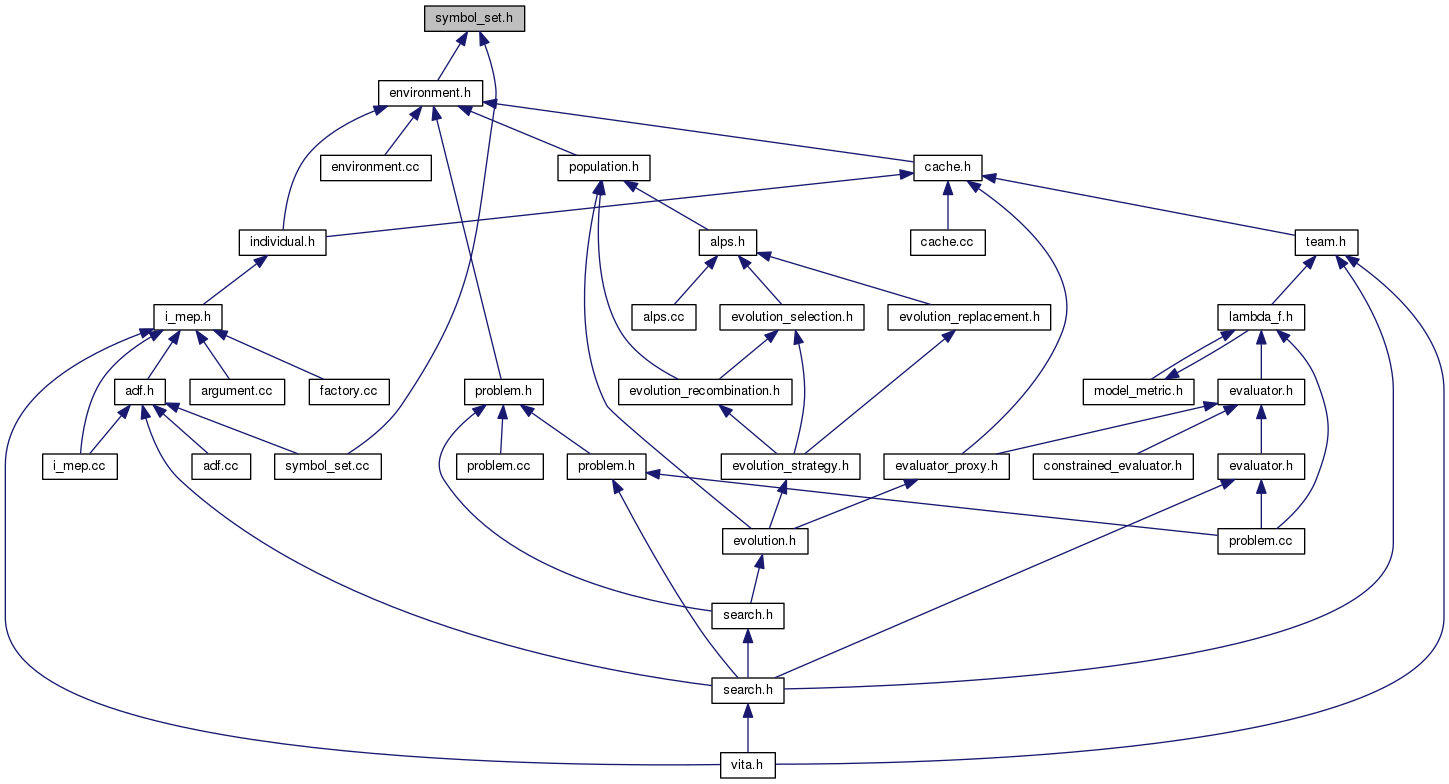 symbol_set.h
environment.h
environment.cc
population.h
cache.h
individual.h
alps.h
cache.cc
team.h
i_mep.h
alps.cc
evolution_selection.h
evolution_replacement.h
lambda_f.h
adf.h
argument.cc
factory.cc
problem.h
evolution_recombination.h
model_metric.h
evaluator.h
i_mep.cc
adf.cc
symbol_set.cc
problem.cc
problem.h
evolution_strategy.h
evaluator_proxy.h
constrained_evaluator.h
evaluator.h
evolution.h
problem.cc
search.h
search.h
vita.h